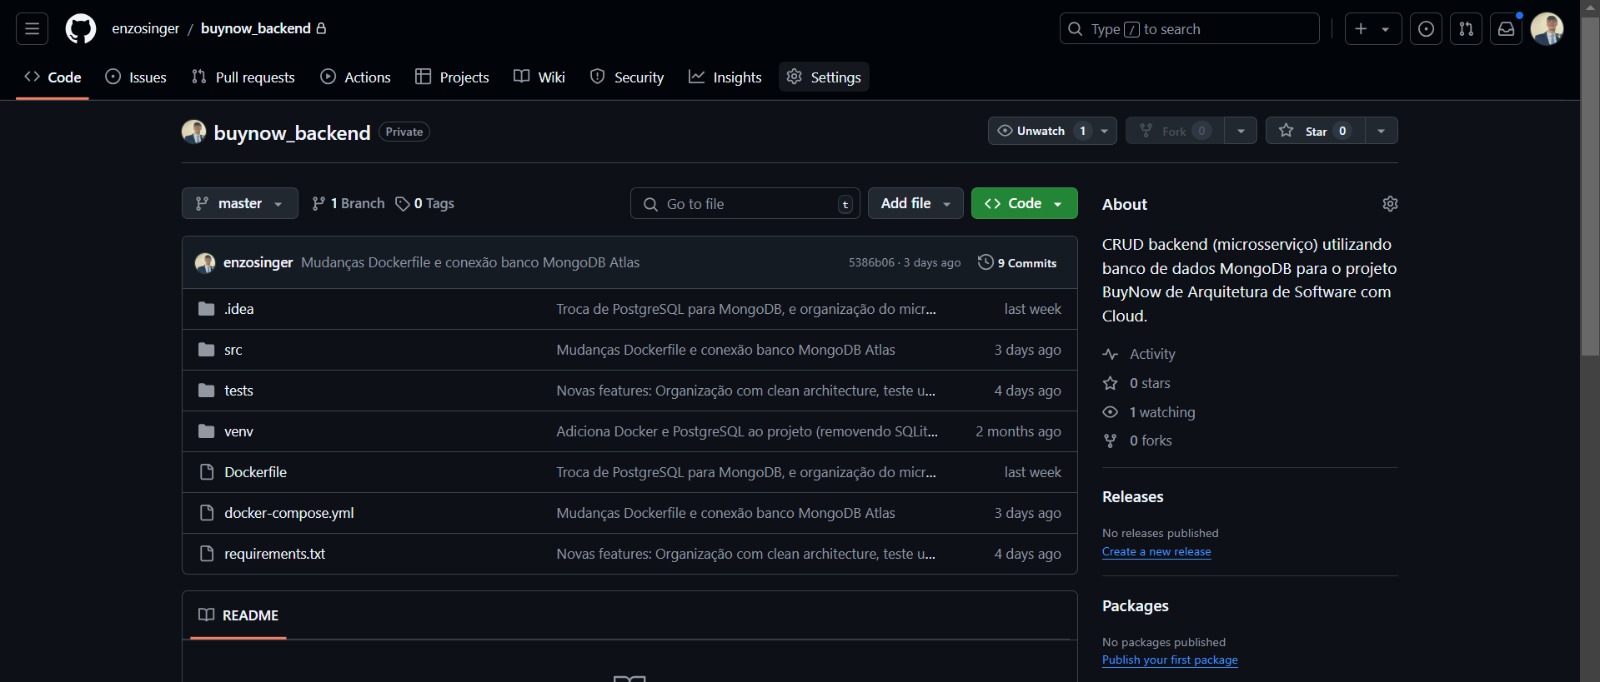 enzosinger / buynow_backend
Type / to search
Code Issues Pull requests Actions Projects Wiki Security Insights Settings
buynow_backend Private
Unwatch 1 Fork 0 Star 0
master 1 Branch 0 Tags
Go to file t Add file Code
enzosinger Mudanças Dockerfile e conexão banco MongoDB Atlas 5386b06 · 3 days ago 9 Commits
.idea Troca de PostgreSQL para MongoDB, e organização do micr... last week
src Mudanças Dockerfile e conexão banco MongoDB Atlas 3 days ago
tests Novas features: Organização com clean architecture, teste u... 4 days ago
venv Adiciona Docker e PostgreSQL ao projeto (removendo SQLit... 2 months ago
Dockerfile Troca de PostgreSQL para MongoDB, e organização do micr... last week
docker-compose.yml Mudanças Dockerfile e conexão banco MongoDB Atlas 3 days ago
requirements.txt Novas features: Organização com clean architecture, teste u... 4 days ago
README
About
CRUD backend (microsserviço) utilizando
banco de dados MongoDB para o projeto
BuyNow de Arquitetura de Software com
Cloud.
Activity
0 stars
1 watching
0 forks
Releases
No releases published
Create a new release
Packages
No packages published
Publish your first package